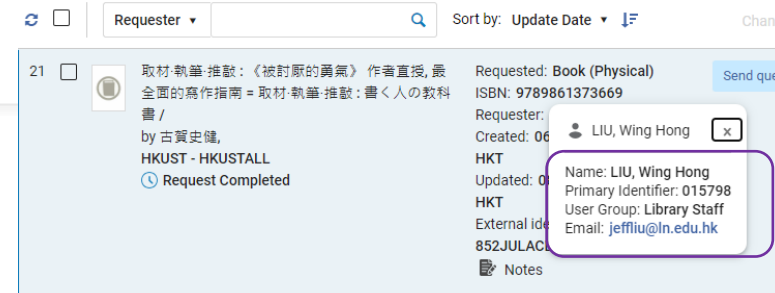 Requester
Sort by: Update Date
Chan
21
取材·執筆·推敲 : 《被討厭的勇氣》 作者直授, 最
全面的寫作指南 = 取材·執筆·推敲 : 書く人の教科
書 /
by 古賀史健,
HKUST - HKUSTALL
Request Completed
Requested: Book (Physical)
ISBN: 9789861373669
Requester:
Created: 06
HKT
Updated: 0
HKT
External ide
852JULAC
Notes
Send que
LIU, Wing Hong
x
Name: LIU, Wing Hong
Primary Identifier: 015798
User Group: Library Staff
Email: jeffliu@ln.edu.hk